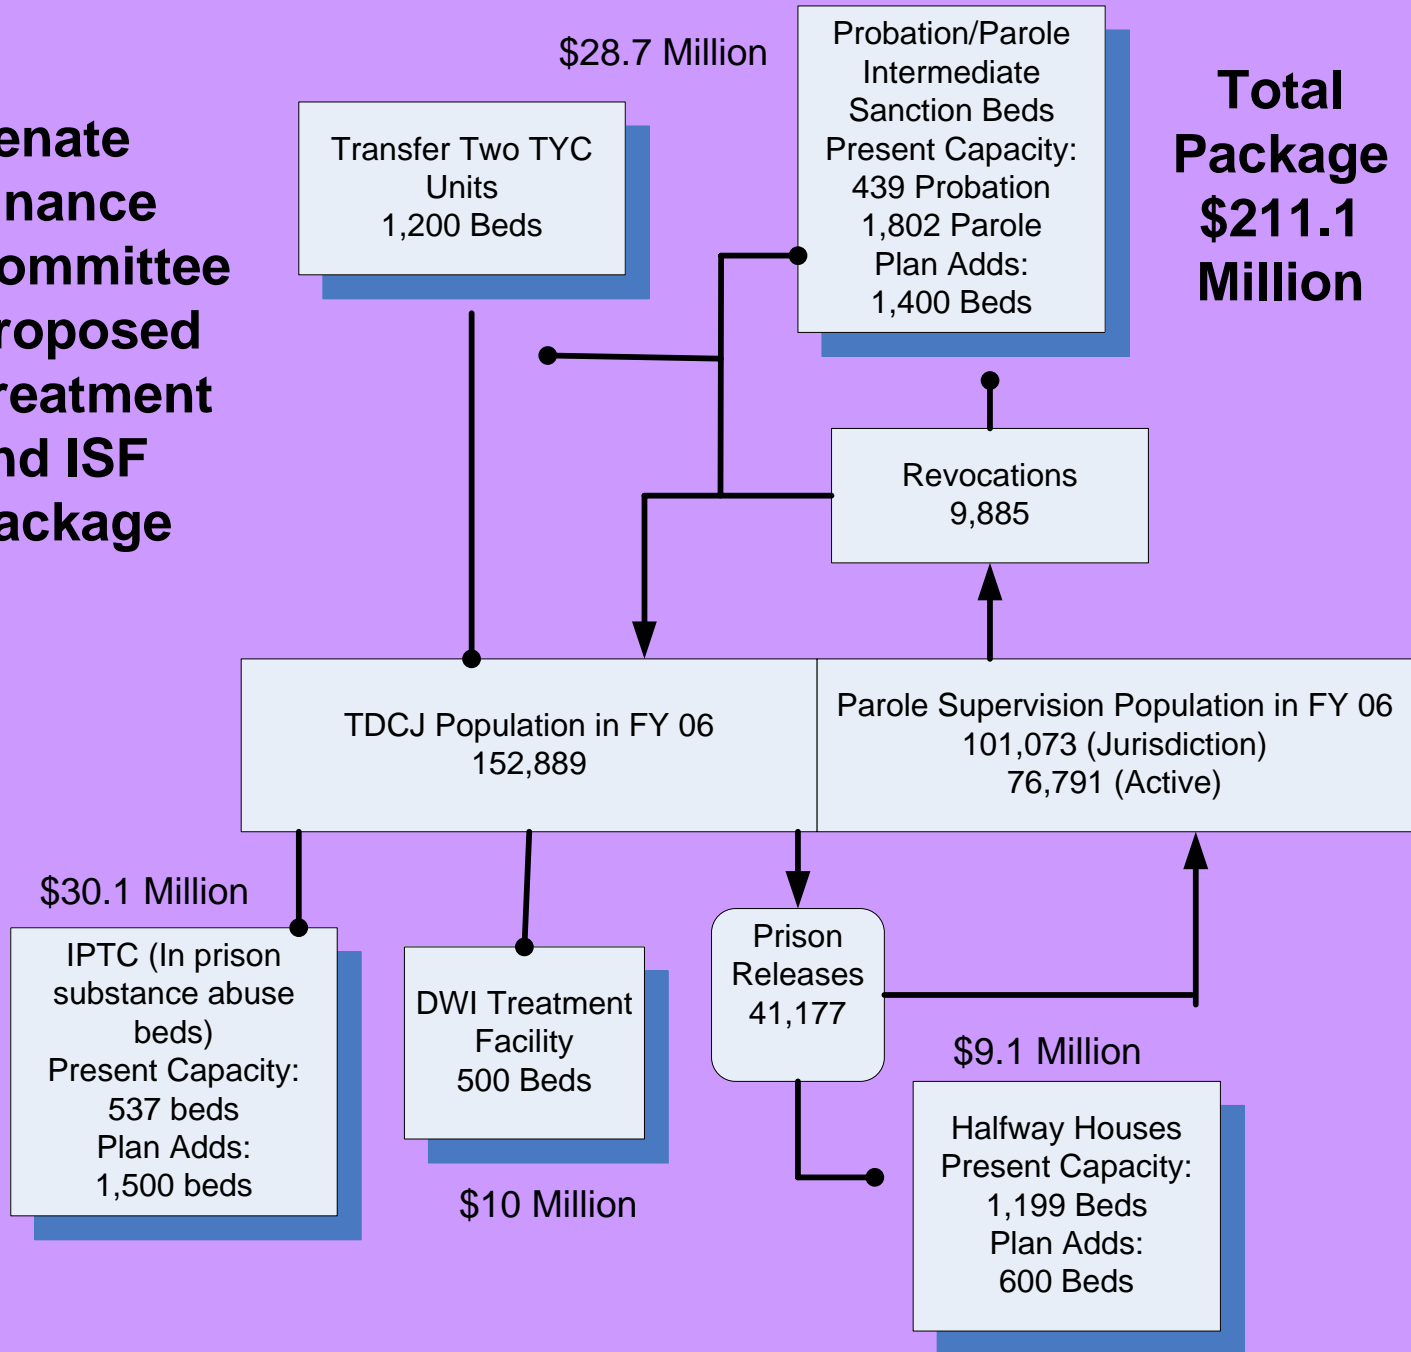 enate
nance
ommittee
roposed
reatment
nd ISF
ackage
$28.7 Million
Probation/Parole
Intermediate
Sanction Beds
Present Capacity:
439 Probation
1,802 Parole
Plan Adds:
1,400 Beds
Total
Package
$211.1
Million
Transfer Two TYC
Units
1,200 Beds
Revocations
9,885
TDCJ Population in FY 06
152,889
Parole Supervision Population in FY 06
101,073 (Jurisdiction)
76,791 (Active)
$30.1 Million
IPTC (In prison
substance abuse
beds)
Present Capacity:
537 beds
Plan Adds:
1,500 beds
DWI Treatment
Facility
500 Beds
$10 Million
Prison
Releases
41,177
$9.1 Million
Halfway Houses
Present Capacity:
1,199 Beds
Plan Adds:
600 Beds